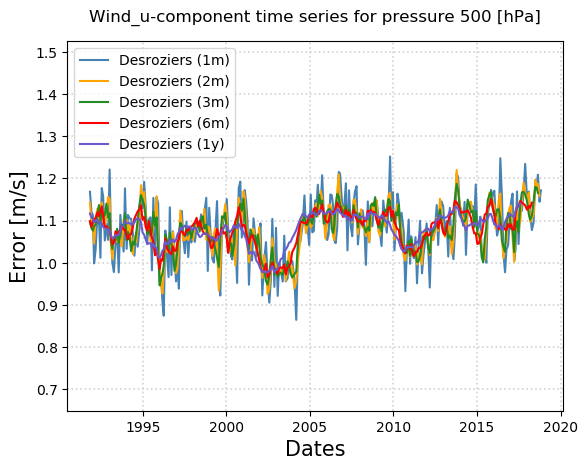 Wind_u-component time series for pressure 500 [hPa]
Desroziers (1m)
Desroziers (2m)
Desroziers (3m)
Desroziers (6m)
Desroziers (1y)
Error [m/s]
1.5
1.4
1.3
1.2
1.1
1.0
0.9
0.8
0.7
1995
2000
2005
2010
2015
2020
Dates